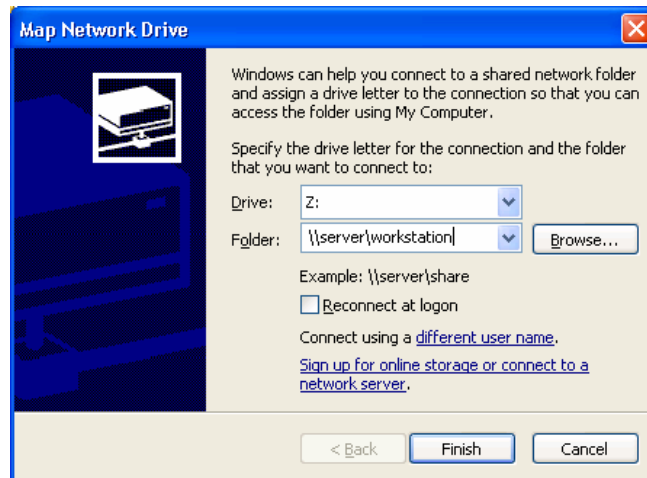 Map Network Drive
Windows can help you connect to a shared network folder
and assign a drive letter to the connection so that you can
access the folder using My Computer.
Specify the drive letter for the connection and the folder
that you want to connect to:
Drive: Z:
Folder: \\server\workstation Browse...
Example: \\server\share
Reconnect at logon
Connect using a different user name.
Sign up for online storage or connect to a
network server.
< Back Finish Cancel